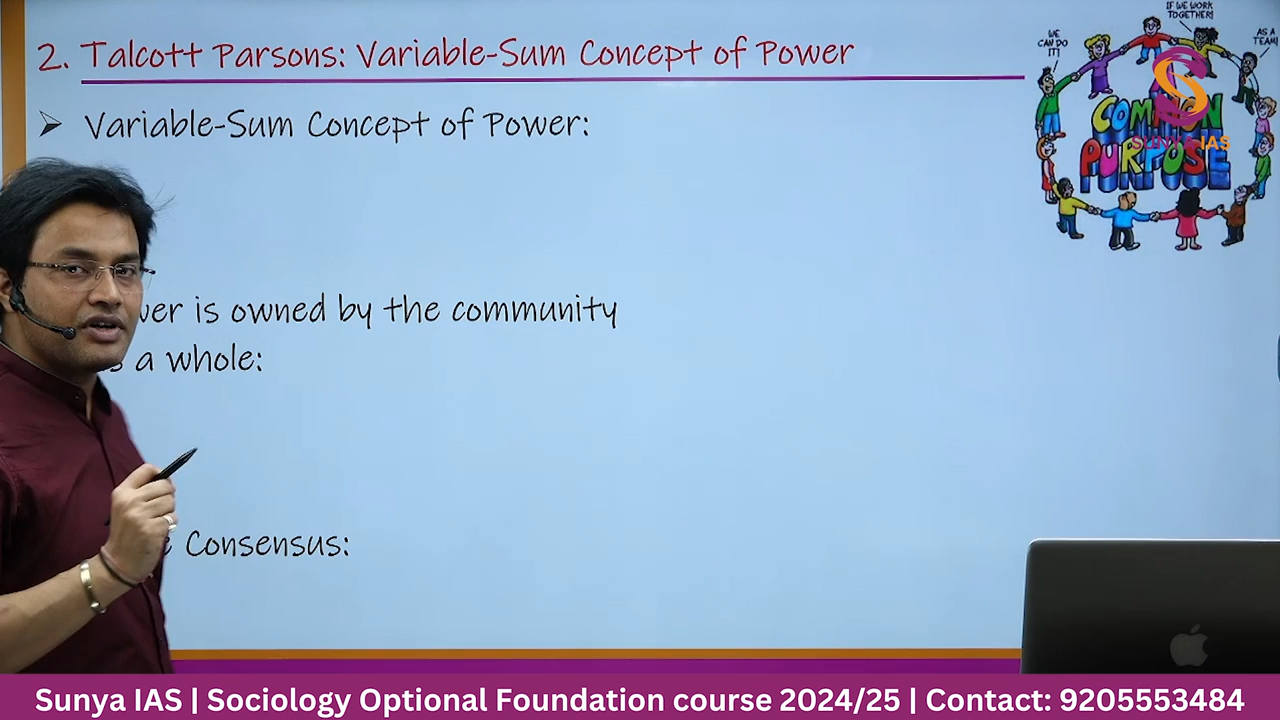 2. Talcott Parsons: Variable-Sum Concept of Power
➢ Variable-Sum Concept of Power:
wer is owned by the community
s a whole:
e Consensus:
WE CAN DO IT!
IF WE WORK TOGETHER!
AS A TEAM!
COMMON
PURPOSE
SUNYA IAS
Sunya IAS | Sociology Optional Foundation course 2024/25 | Contact: 9205553484